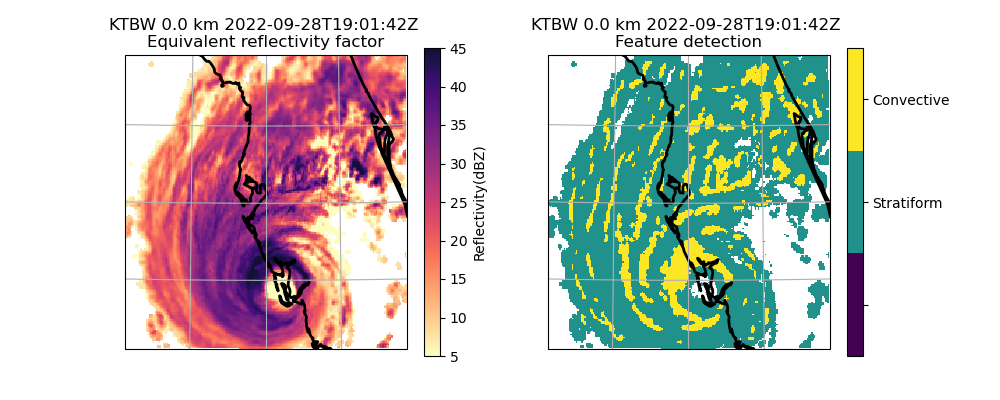 KTBW 0.0 km 2022-09-28T19:01:42Z
Equivalent reflectivity factor
45
40
35
30
25
20
15
10
5
Reflectivity(dBZ)
KTBW 0.0 km 2022-09-28T19:01:42Z
Feature detection
Convective
Stratiform